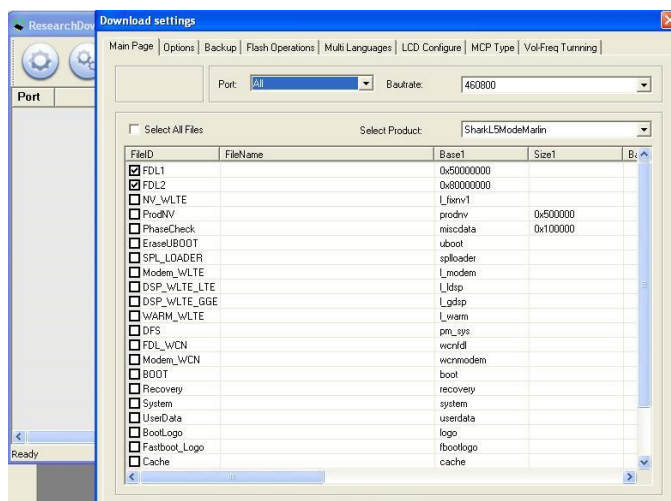 ResearchDow
Download settings
Main Page Options Backup Flash Operations Multi Languages LCD Configure MCP Type Vol-Freq Turnning
Port: All Bautrate: 460800
Port
Select All Files Select Product: SharkL5ModeMarlin
FileID FileName Base1 Size1
FDL1 0x50000000
FDL2 0x80000000
NV_WLTE l_fixnv1
ProdNV prodnv 0x500000
PhaseCheck miscdata 0x100000
EraseUBOOT uboot
SPL_LOADER splloader
Modem_WLTE l_modem
DSP_WLTE_LTE l_ldsp
DSP_WLTE_GGE l_gdsp
WARM_WLTE l_warm
DFS pm_sys
FDL_WCN wcnfdl
Modem_WCN wcnmodem
BOOT boot
Recovery recovery
System system
UserData userdata
BootLogo logo
Fastboot_Logo fbootlogo
Cache cache
Ready